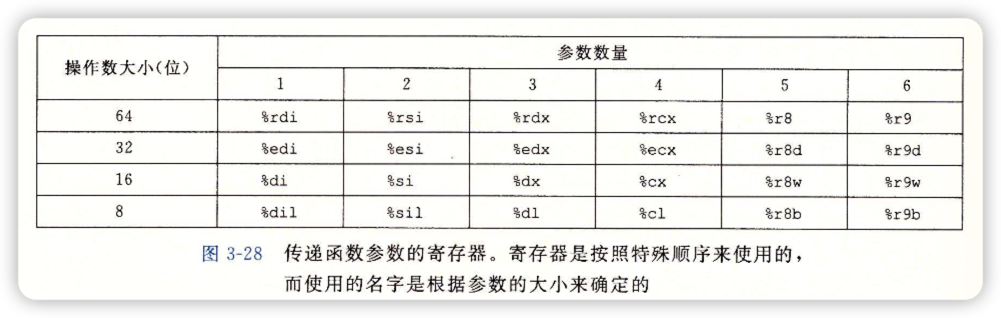 操作数大小(位)
参数数量
1 2 3 4 5 6
64 %rdi %rsi %rdx %rcx %r8 %r9
32 %edi %esi %edx %ecx %r8d %r9d
16 %di %si %dx %cx %r8w %r9w
8 %dil %sil %dl %cl %r8b %r9b
图 3-28 传递函数参数的寄存器。寄存器是按照特殊顺序来使用的,
而使用的名字是根据参数的大小来确定的